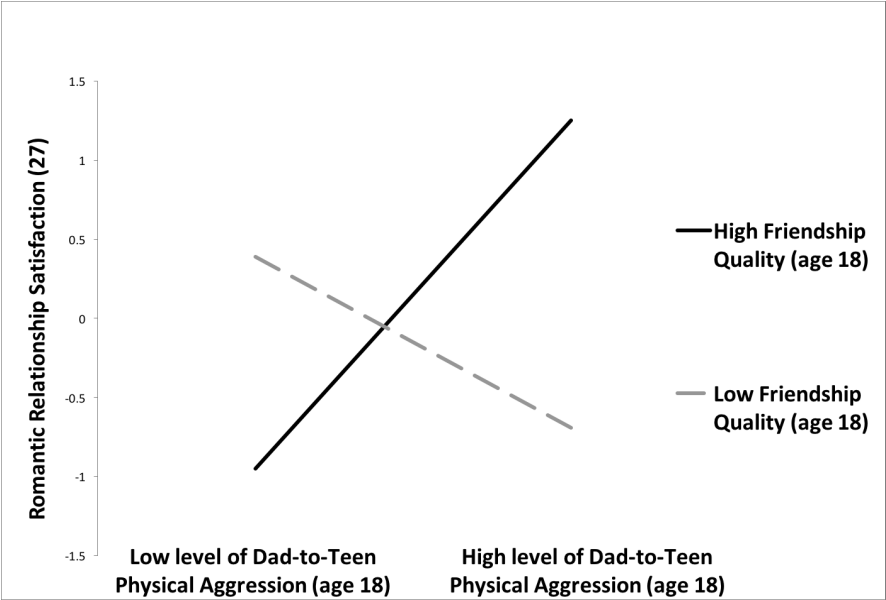 1.5
1
0.5
0
-0.5
-1
-1.5
Romantic Relationship Satisfaction (27)
Low level of Dad-to-Teen
Physical Aggression (age 18)
High level of Dad-to-Teen
Physical Aggression (age 18)
High Friendship
Quality (age 18)
Low Friendship
Quality (age 18)